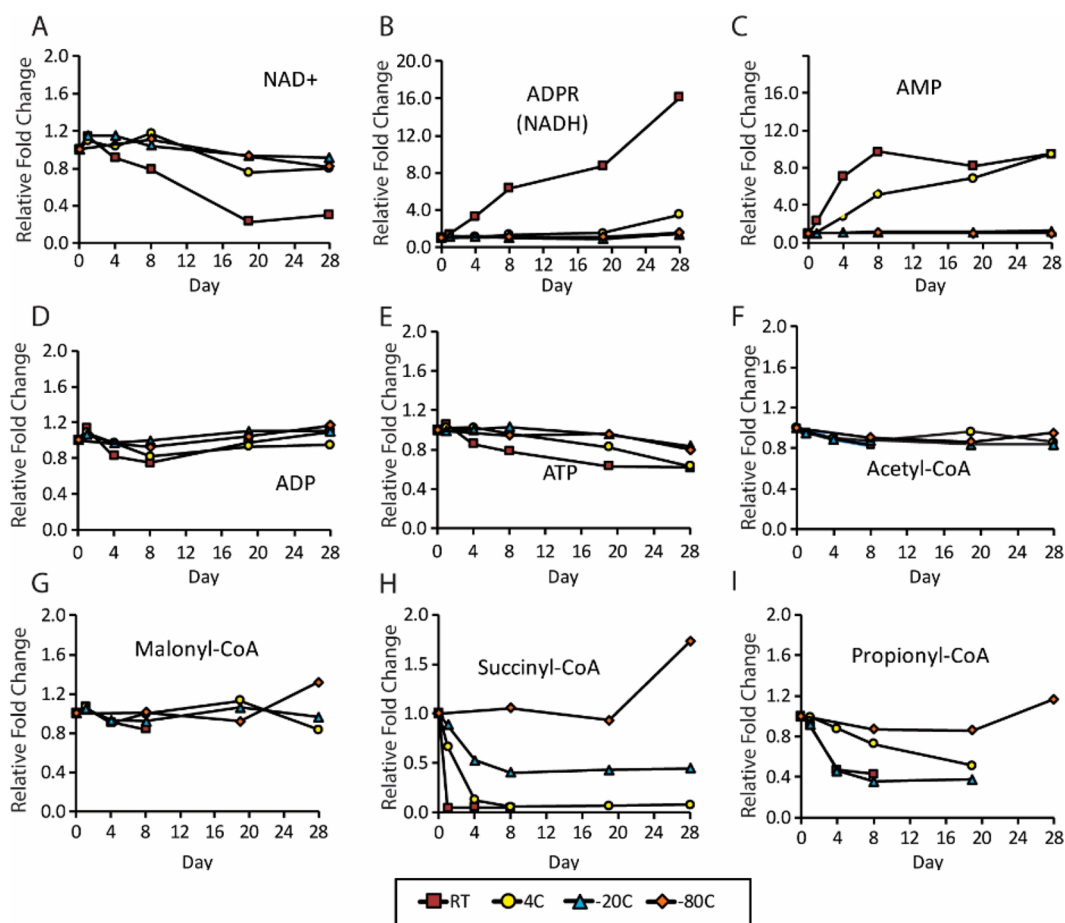 A
B
C
Relative Fold Change
2.0
1.6
1.2
0.8
0.4
0.0
NAD+
0 4 8 12 16 20 24 28
Day
Relative Fold Change
20.0
16.0
12.0
8.0
4.0
0.0
ADPR
(NADH)
0 4 8 12 16 20 24 28
Day
Relative Fold Change
20.0
16.0
12.0
8.0
4.0
0.0
AMP
0 4 8 12 16 20 24 28
Day
D
E
F
Relative Fold Change
2.0
1.6
1.2
0.8
0.4
0.0
ADP
0 4 8 12 16 20 24 28
Day
Relative Fold Change
2.0
1.6
1.2
0.8
0.4
0.0
ATP
0 4 8 12 16 20 24 28
Day
Relative Fold Change
2.0
1.6
1.2
0.8
0.4
0.0
Acetyl-CoA
0 4 8 12 16 20 24 28
Day
G
H
I
Relative Fold Change
2.0
1.6
1.2
0.8
0.4
0.0
Malonyl-CoA
0 4 8 12 16 20 24 28
Day
Relative Fold Change
2.0
1.5
1.0
0.5
0.0
Succinyl-CoA
0 4 8 12 16 20 24 28
Day
Relative Fold Change
2.0
1.6
1.2
0.8
0.4
0.0
Propionyl-CoA
0 4 8 12 16 20 24 28
Day
RT 4C -20C -80C